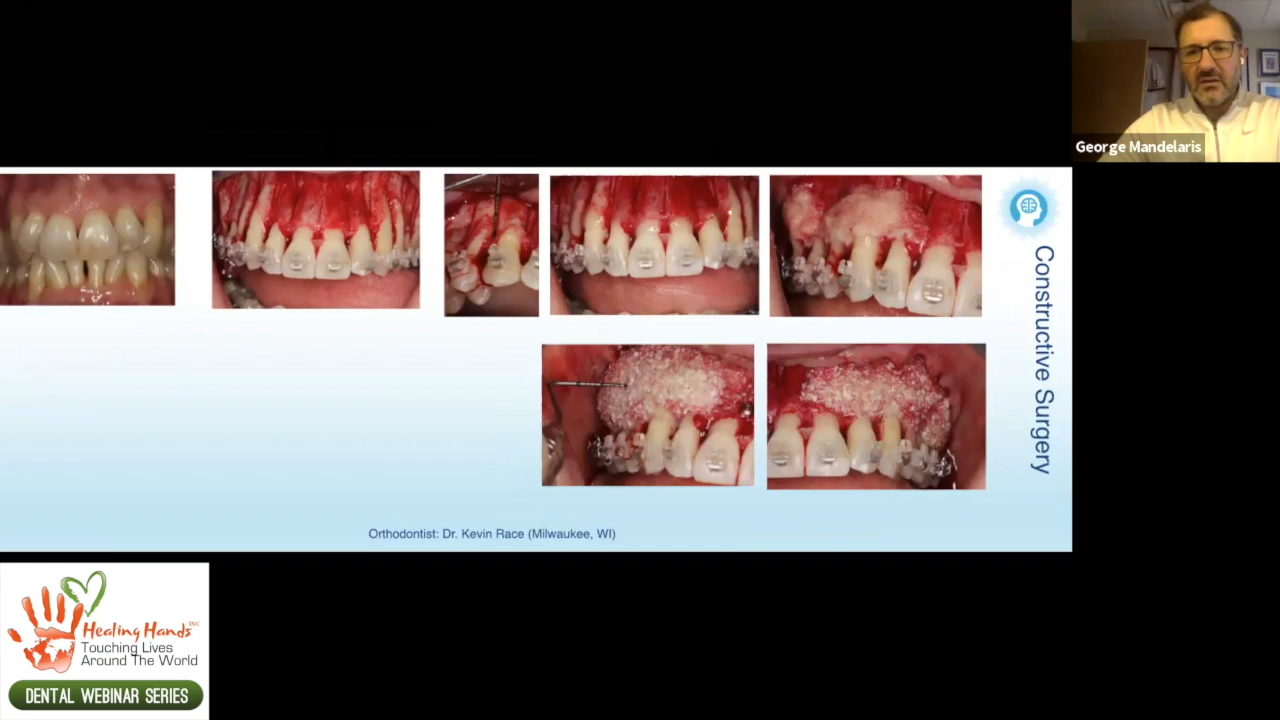 George Mandelaris
Constructive Surgery
Orthodontist: Dr. Kevin Race (Milwaukee, WI)
Healing Hands INC
Touching Lives
Around The World
DENTAL WEBINAR SERIES